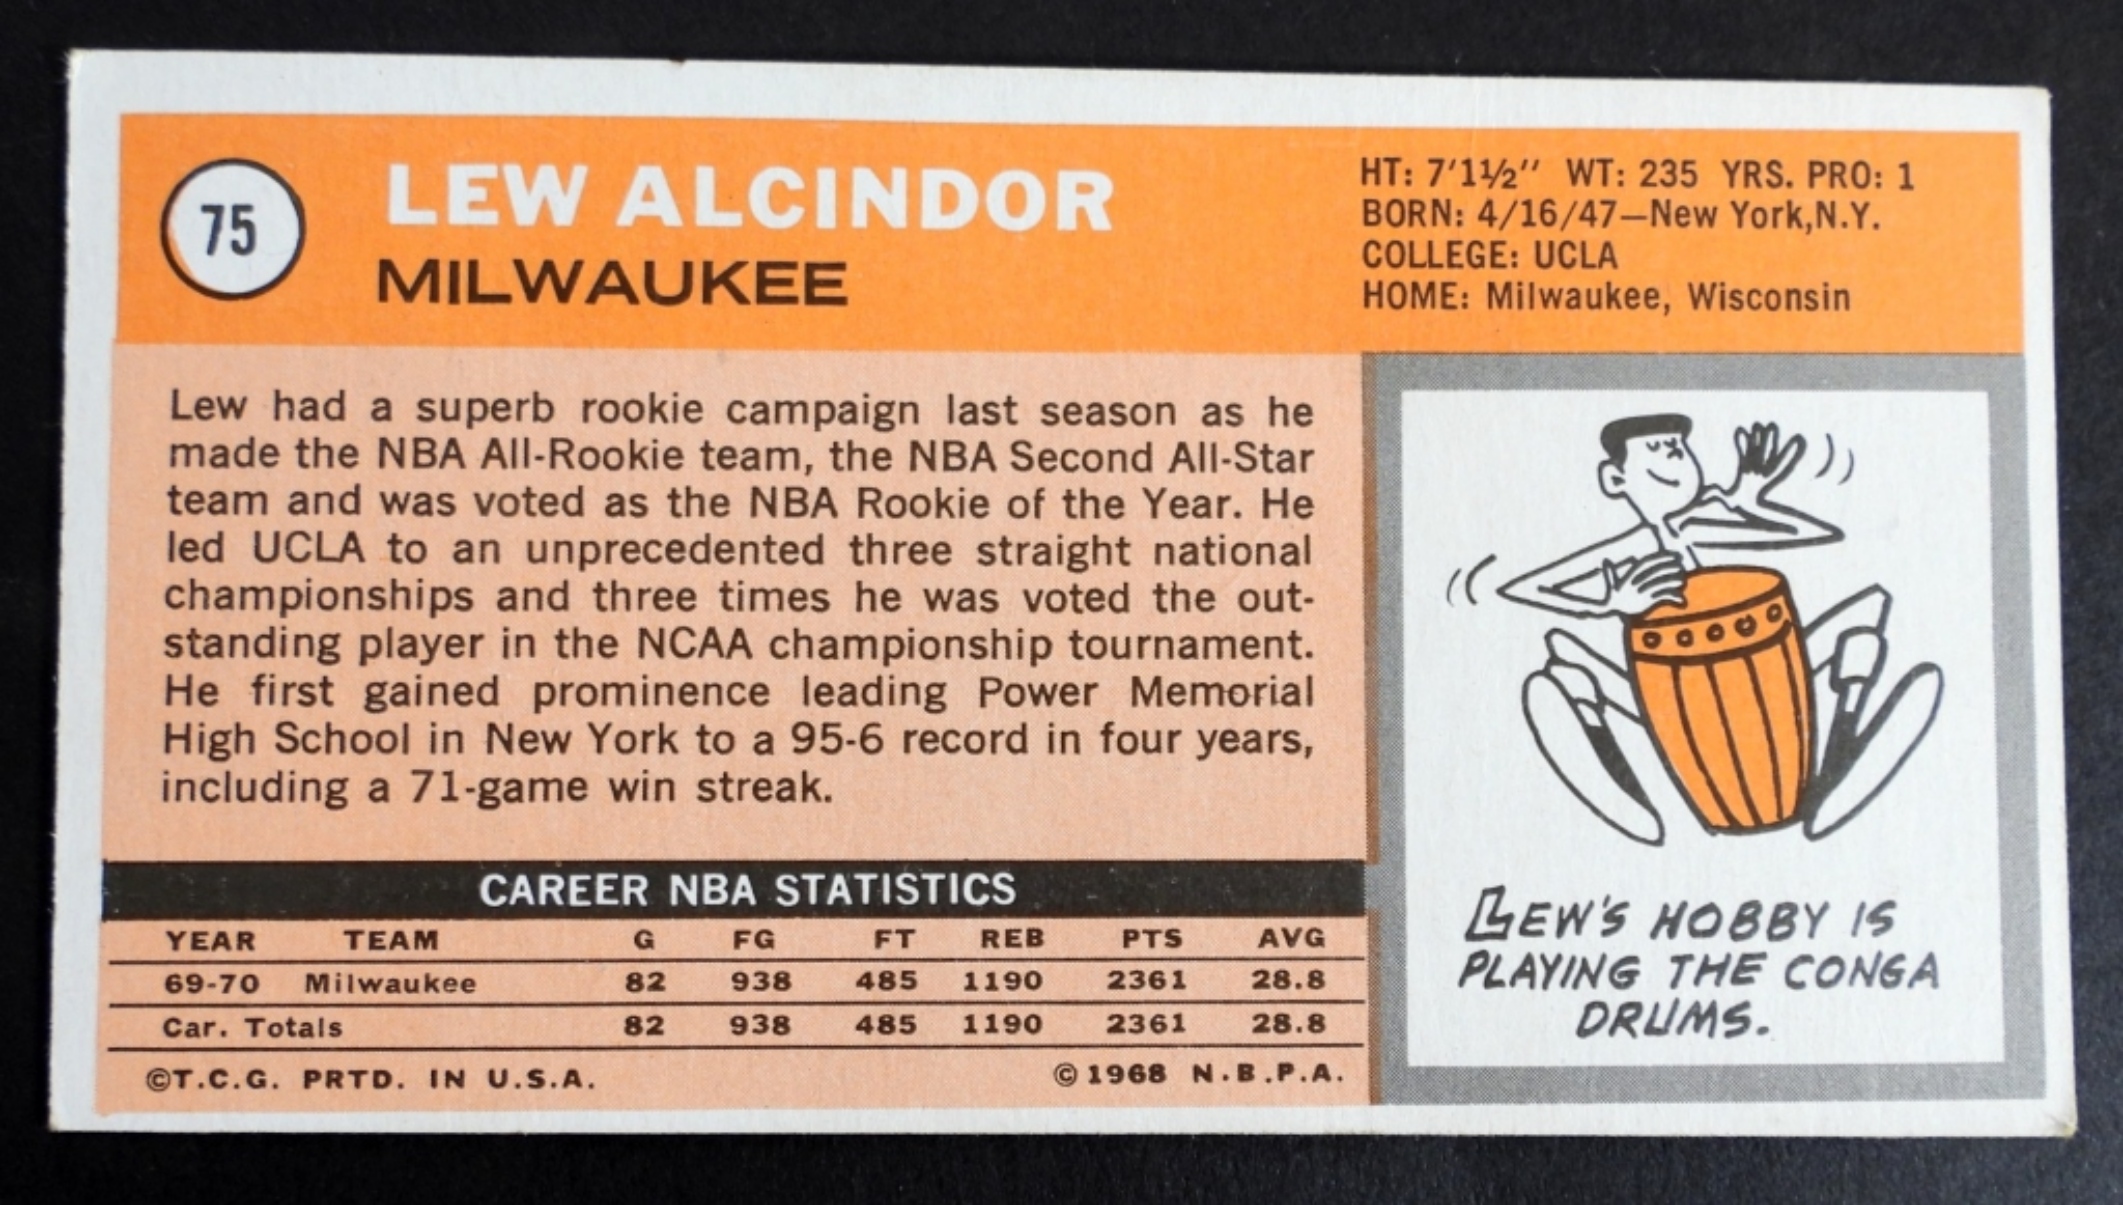 75
LEW ALCINDOR
MILWAUKEE
HT: 7'1½" WT: 235 YRS. PRO: 1
BORN: 4/16/47—New York,N.Y.
COLLEGE: UCLA
HOME: Milwaukee, Wisconsin
Lew had a superb rookie campaign last season as he
made the NBA All-Rookie team, the NBA Second All-Star
team and was voted as the NBA Rookie of the Year. He
led UCLA to an unprecedented three straight national
championships and three times he was voted the out-
standing player in the NCAA championship tournament.
He first gained prominence leading Power Memorial
High School in New York to a 95-6 record in four years,
including a 71-game win streak.
CAREER NBA STATISTICS
YEAR TEAM G FG FT REB PTS AVG
69-70 Milwaukee 82 938 485 1190 2361 28.8
Car. Totals 82 938 485 1190 2361 28.8
©T.C.G. PRTD. IN U.S.A. ©1968 N.B.P.A.
LEW'S HOBBY IS
PLAYING THE CONGA
DRUMS.